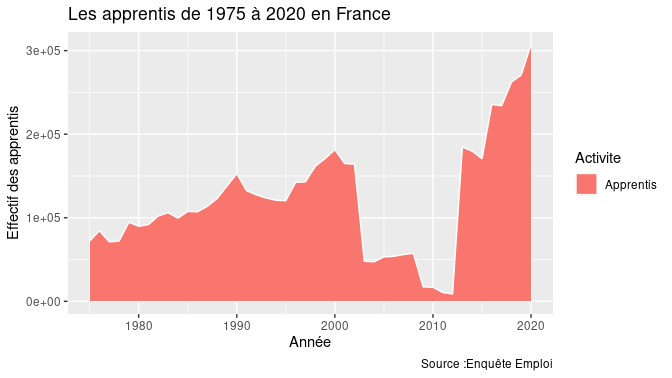 Les apprentis de 1975 à 2020 en France
Effectif des apprentis
3e+05
2e+05
1e+05
0e+00
1980
1990
2000
2010
2020
Année
Activite
Apprentis
Source :Enquête Emploi